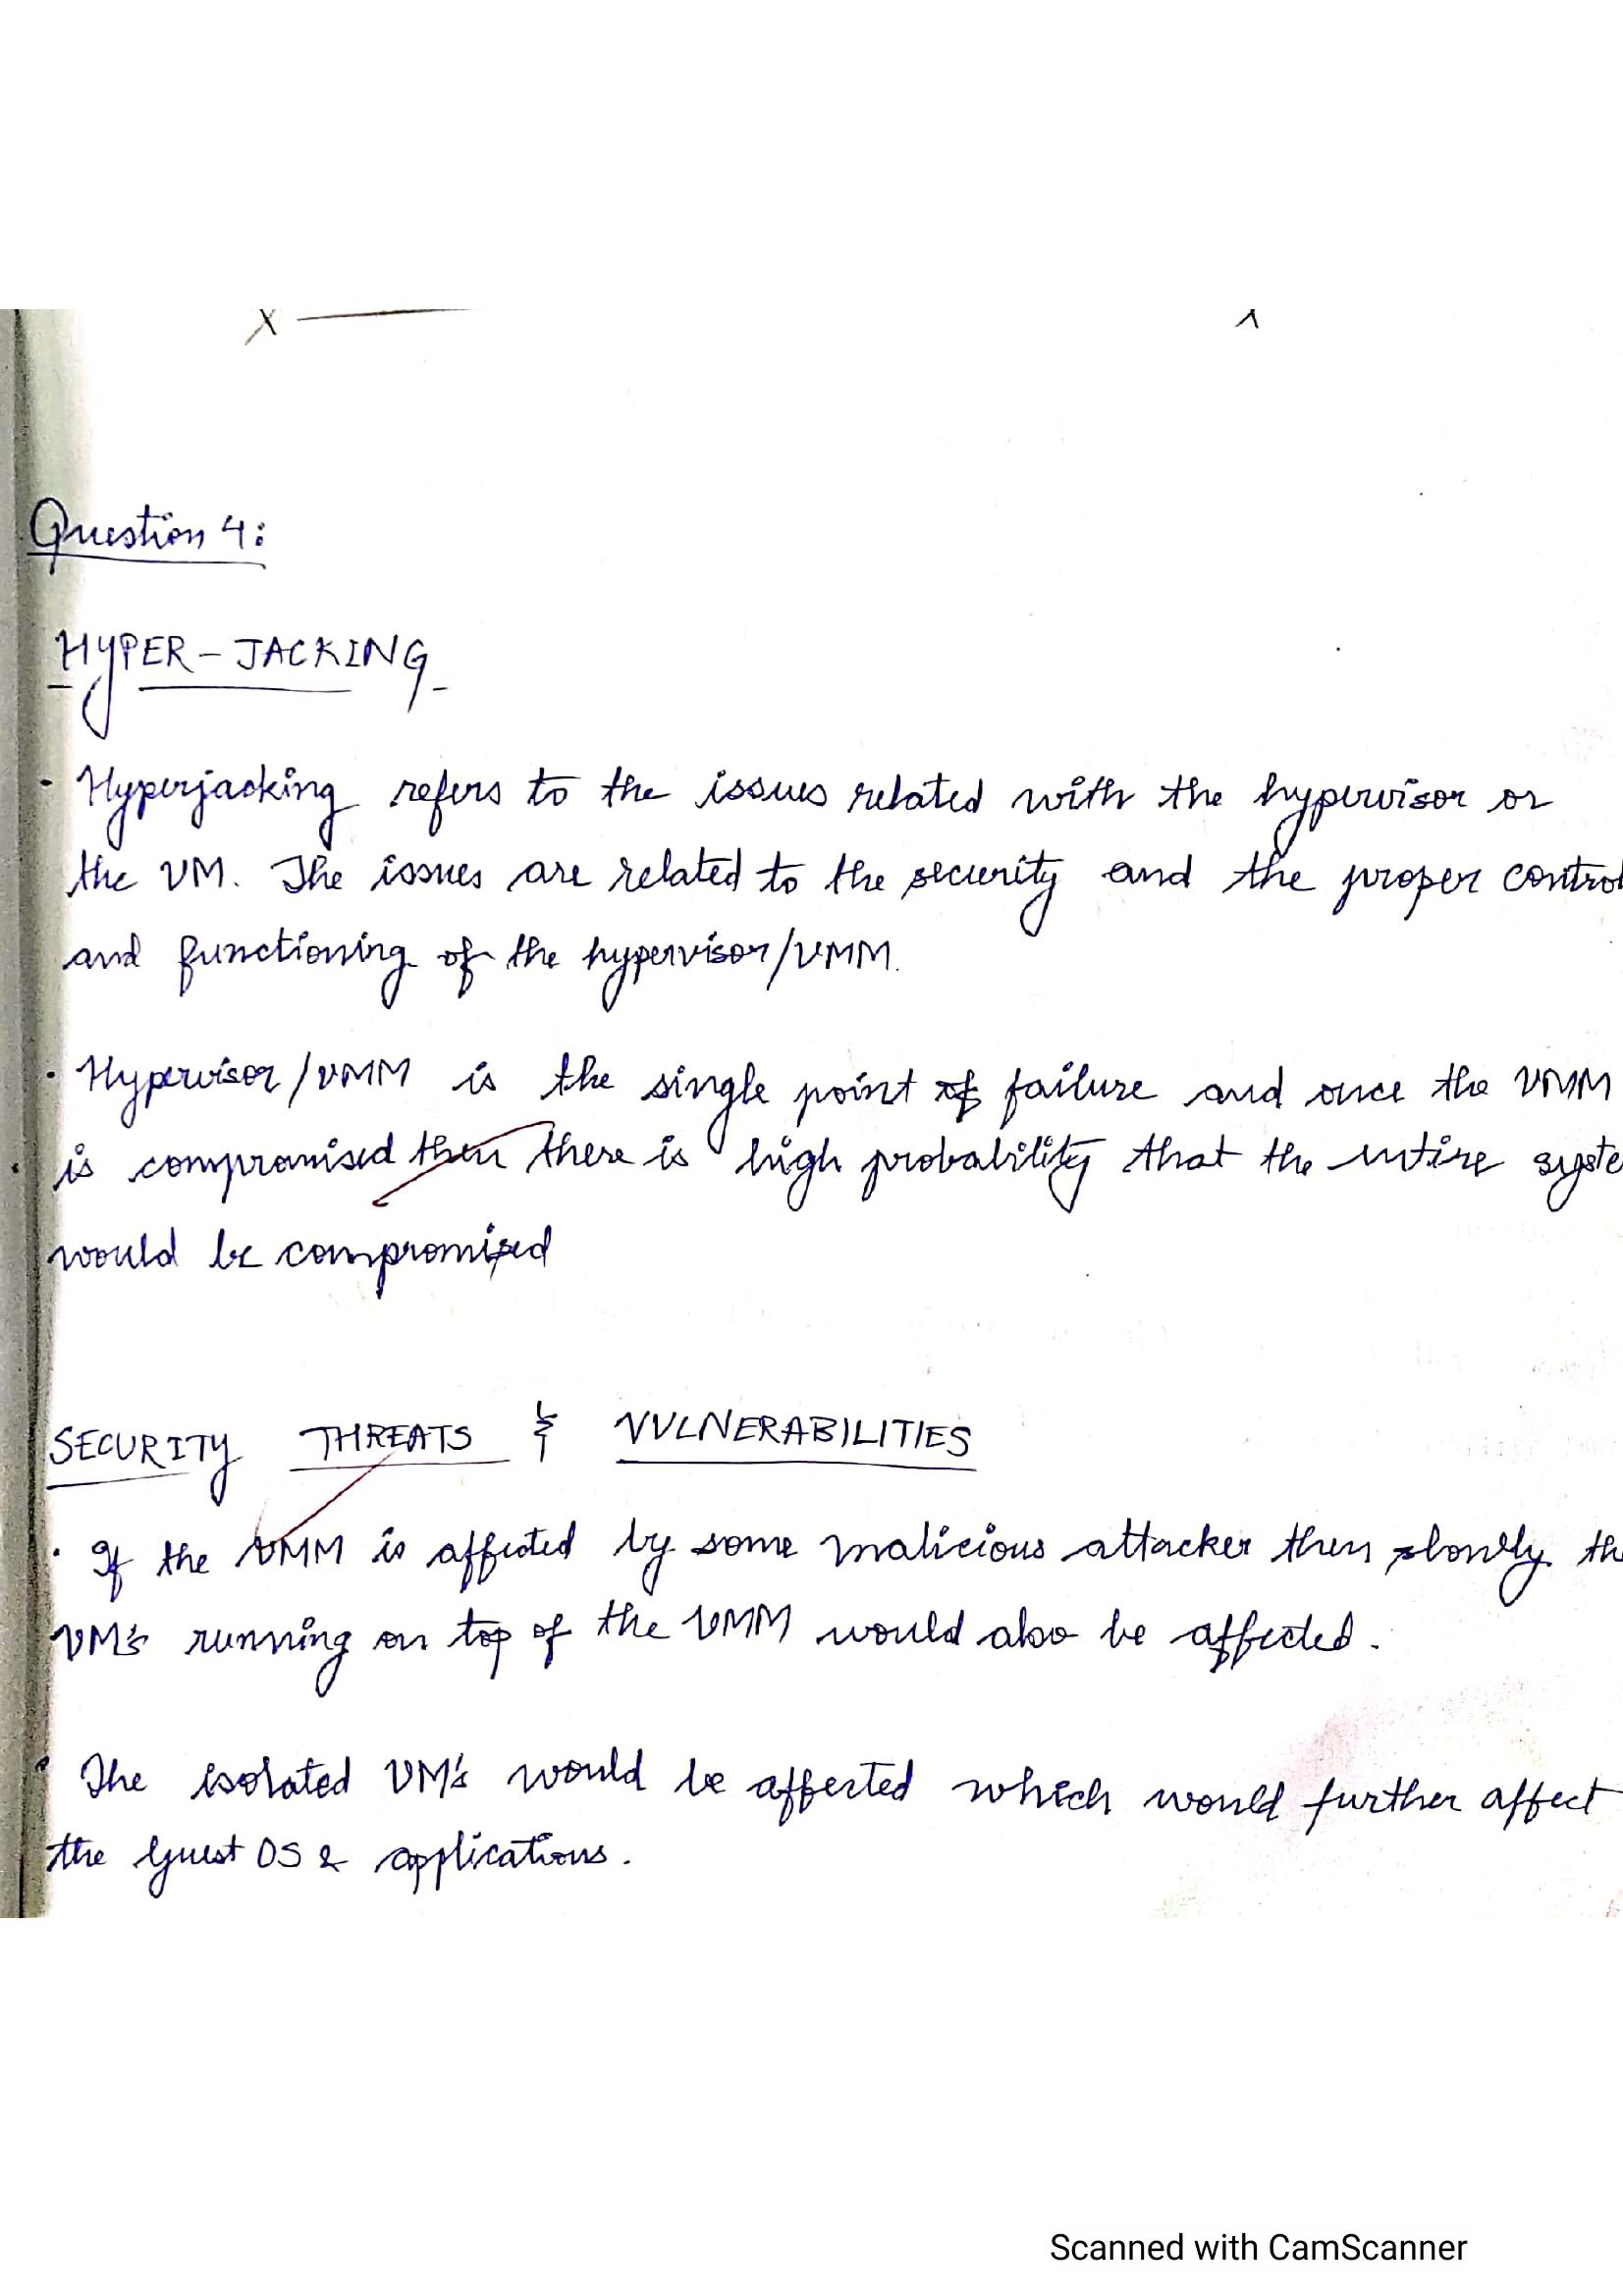 X
Question 4:
HYPER-JACKING
· Hyperjacking refers to the issues related with the hypervisor or
the VM. The issues are related to the security and the proper control
and functioning of the hypervisor/VMM.
· Hypervisor/VMM is the single point of failure and once the VMM
is compromised then there is high probability that the entire syste
would be compromised
SECURITY THREATS & VULNERABILITIES
· If the VMM is affected by some malicious attacker then slowly th
VM's running on top of the VMM would also be affected.
· The isolated VM's would be affected which would further affect
the Guest OS & applications.
Scanned with CamScanner